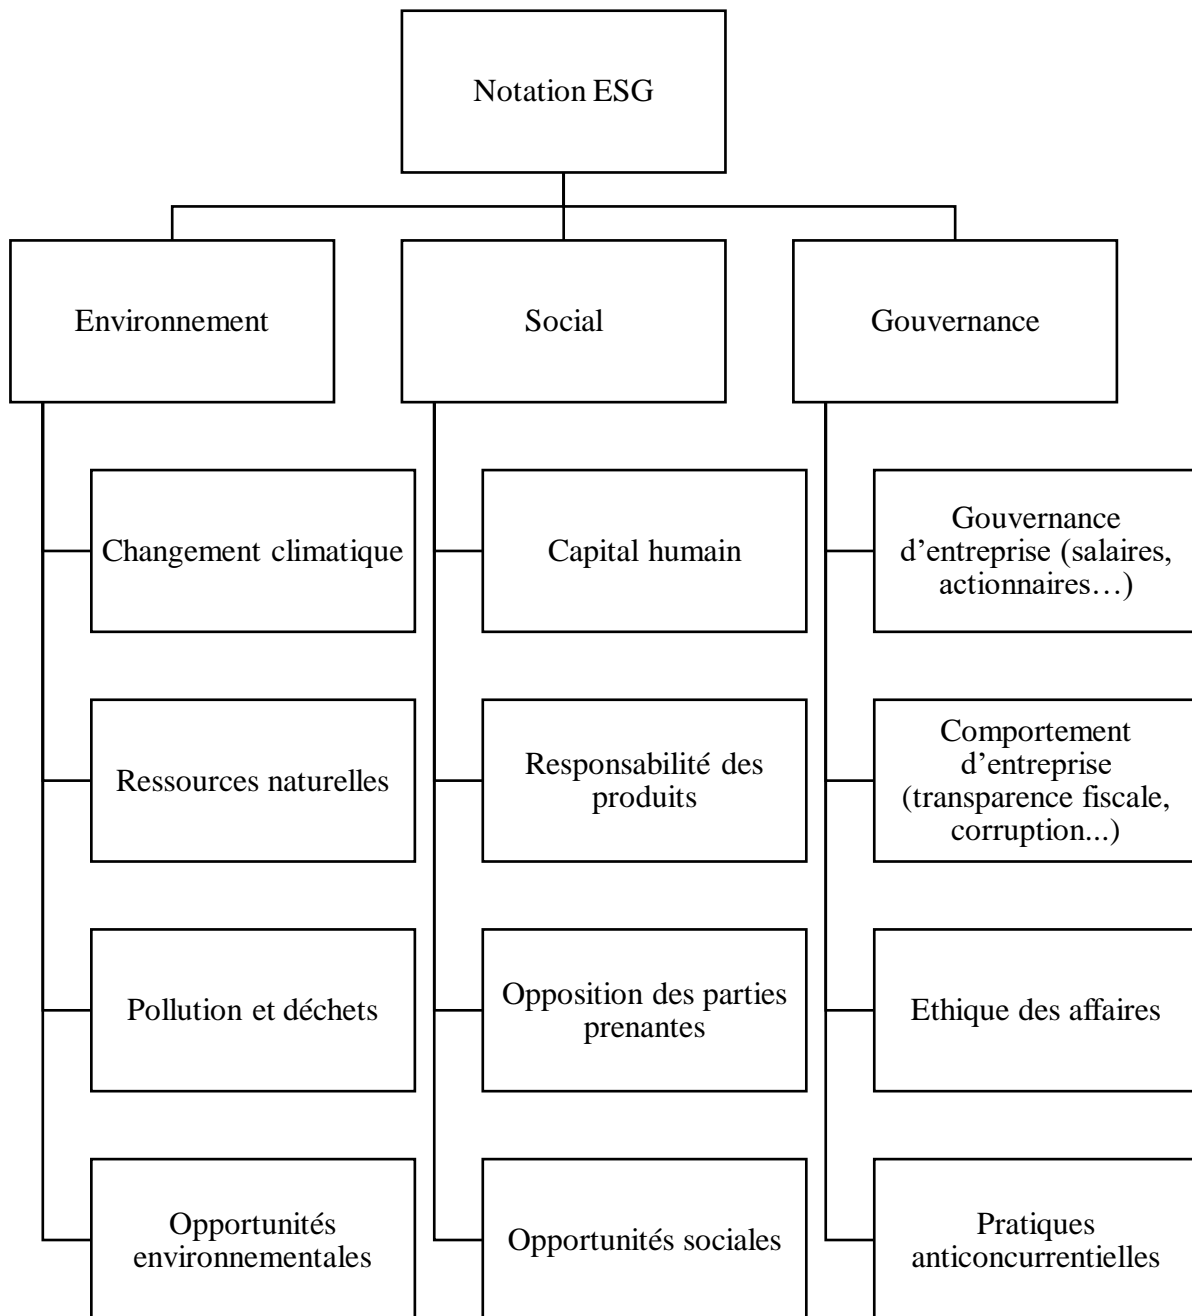 Notation ESG
Environnement
Social
Gouvernance
Changement climatique
Capital humain
Gouvernance
d’entreprise (salaires,
actionnaires…)
Ressources naturelles
Responsabilité des
produits
Comportement
d’entreprise
(transparence fiscale,
corruption...)
Pollution et déchets
Opposition des parties
prenantes
Ethique des affaires
Opportunités
environnementales
Opportunités sociales
Pratiques
anticoncurrentielles